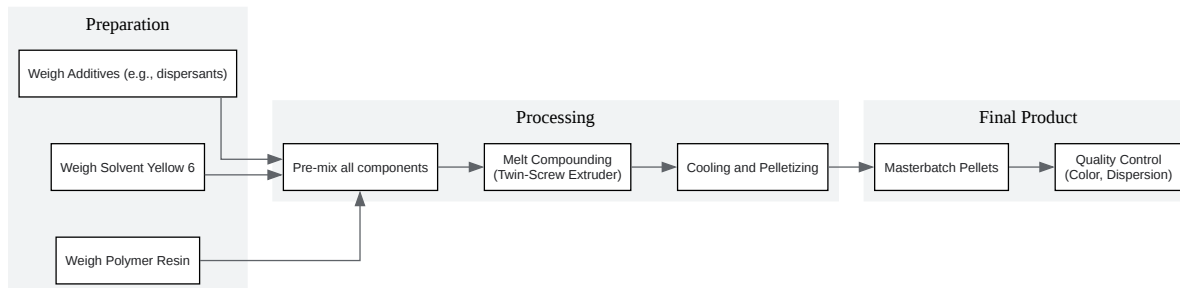 Preparation
Weigh Additives (e.g., dispersants)
Weigh Solvent Yellow 6
Weigh Polymer Resin
Processing
Pre-mix all components
Melt Compounding
(Twin-Screw Extruder)
Cooling and Pelletizing
Final Product
Masterbatch Pellets
Quality Control
(Color, Dispersion)